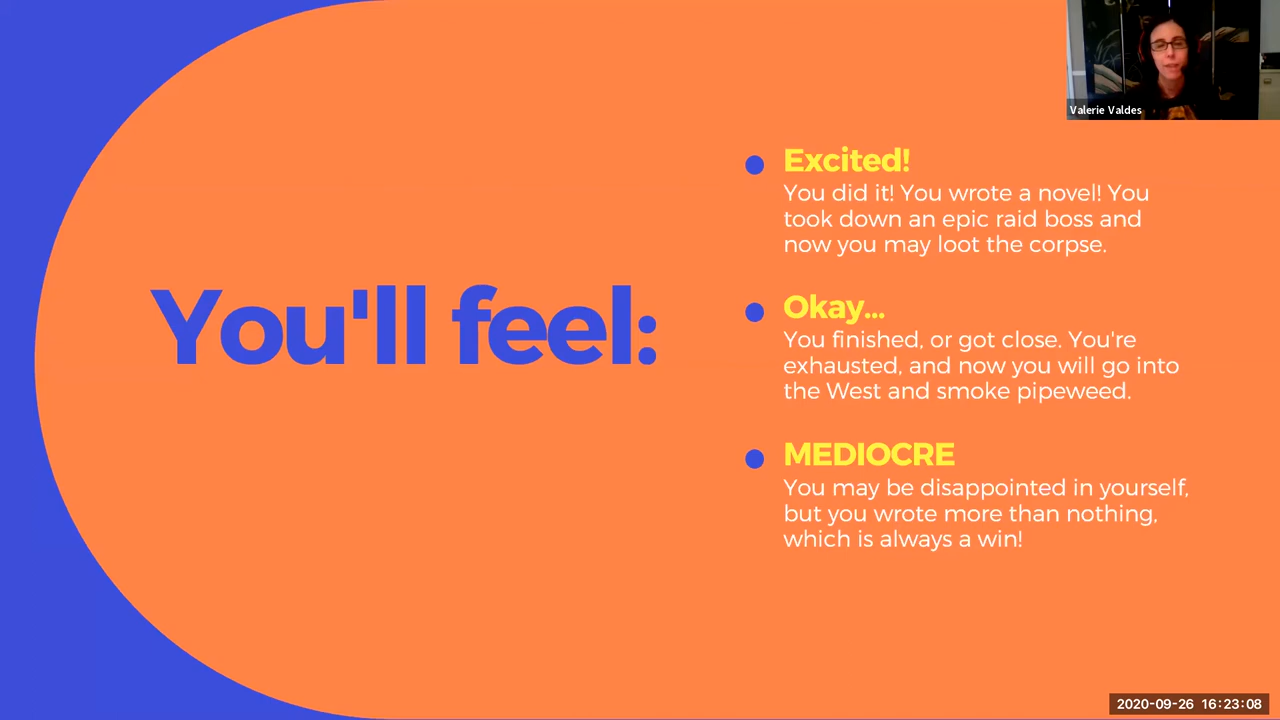 Valerie Valdes
You'll feel:
Excited!
You did it! You wrote a novel! You
took down an epic raid boss and
now you may loot the corpse.
Okay...
You finished, or got close. You're
exhausted, and now you will go into
the West and smoke pipeweed.
MEDIOCRE
You may be disappointed in yourself,
but you wrote more than nothing,
which is always a win!
2020-09-26 16:23:08